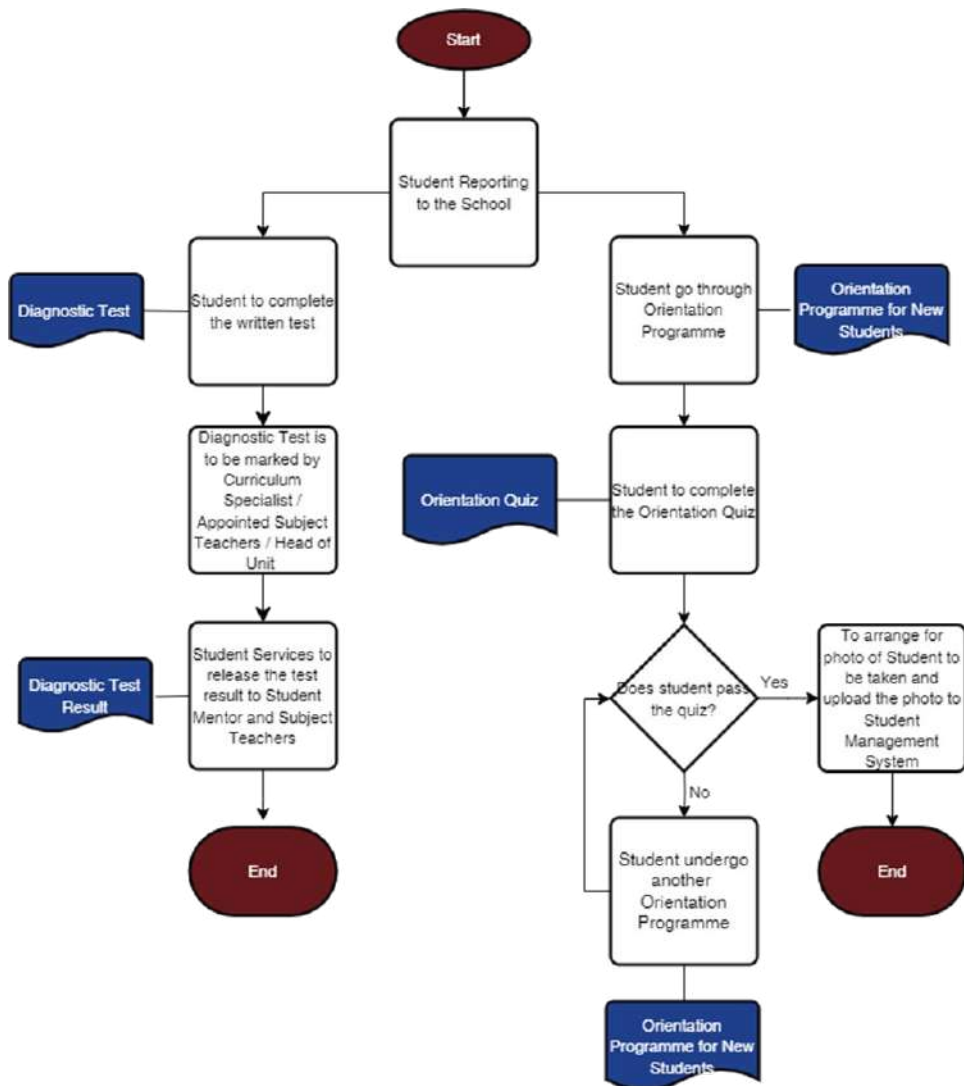 Start
Student Reporting
to the School
Diagnostic Test
Student to complete
the written test
Student go through
Orientation
Programme
Orientation
Programme for New
Students
Diagnostic Test is
to be marked by
Curriculum
Specialist /
Appointed Subject
Teachers / Head of
Unit
Orientation Quiz
Student to complete
the Orientation Quiz
Diagnostic Test
Result
Student Services to
release the test
result to Student
Mentor and Subject
Teachers
Does student pass
the quiz?
Yes
To arrange for
photo of Student to
be taken and
upload the photo to
Student
Management
System
No
End
Student undergo
another
Orientation
Programme
End
Orientation
Programme for New
Students